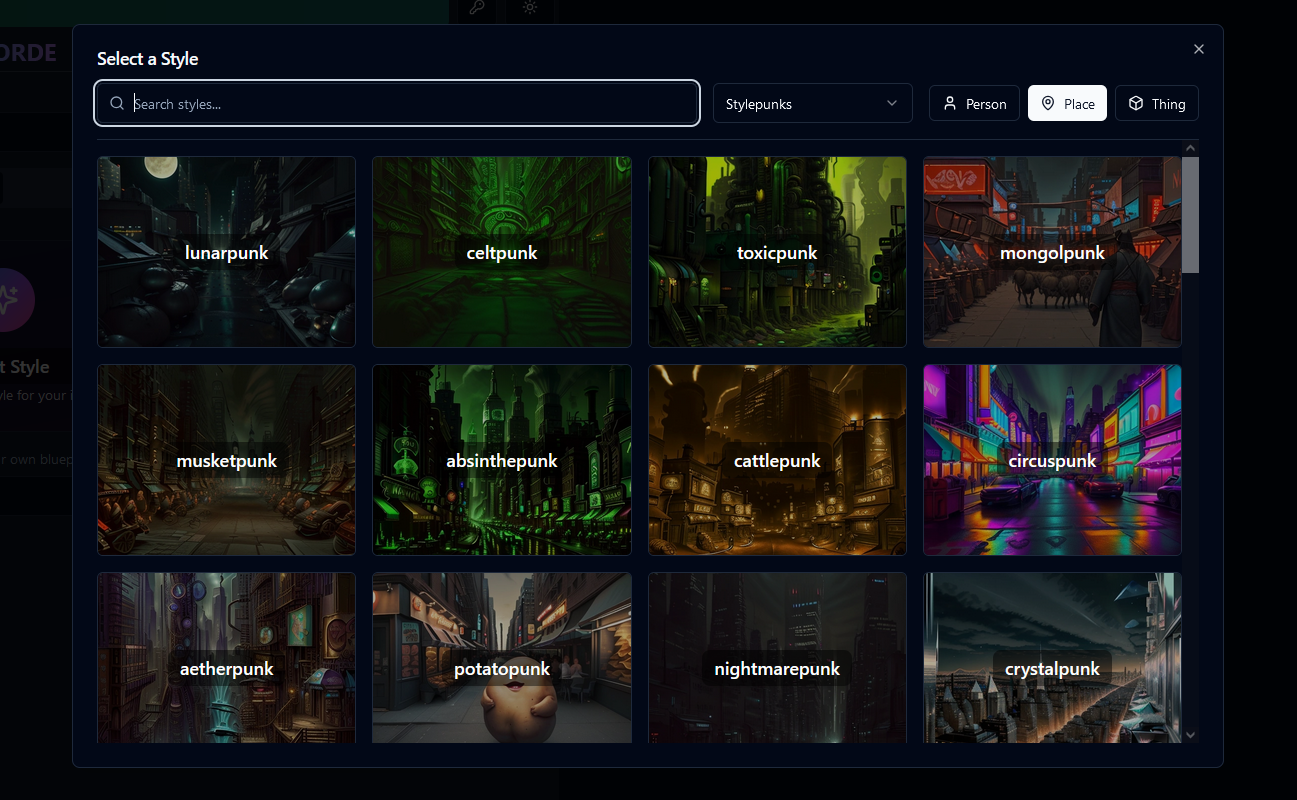 ORDE
Select a Style
Search styles...
Stylepunks
Person
Place
Thing
lunarpunk
celtpunk
toxicpunk
mongolpunk
t Style
yle for your i
musketpunk
absinthepunk
cattlepunk
circuspunk
r own bluep
aetherpunk
potatopunk
nightmarepunk
crystalpunk